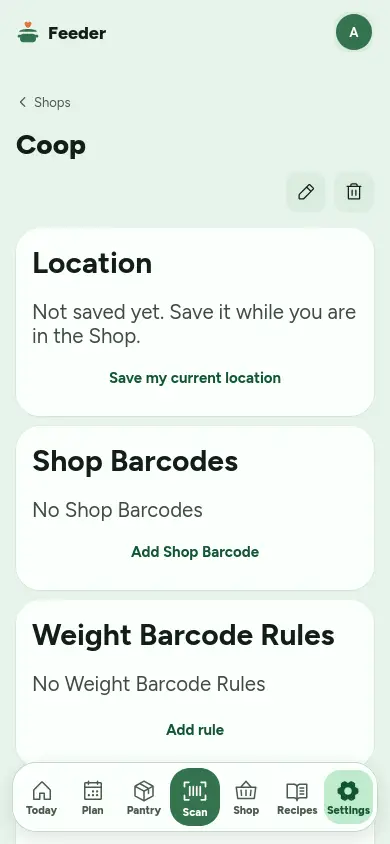 Feeder
A
Shops
Coop
Location
Not saved yet. Save it while you are
in the Shop.
Save my current location
Shop Barcodes
No Shop Barcodes
Add Shop Barcode
Weight Barcode Rules
No Weight Barcode Rules
Add rule
Today
Plan
Pantry
Scan
Shop
Recipes
Settings